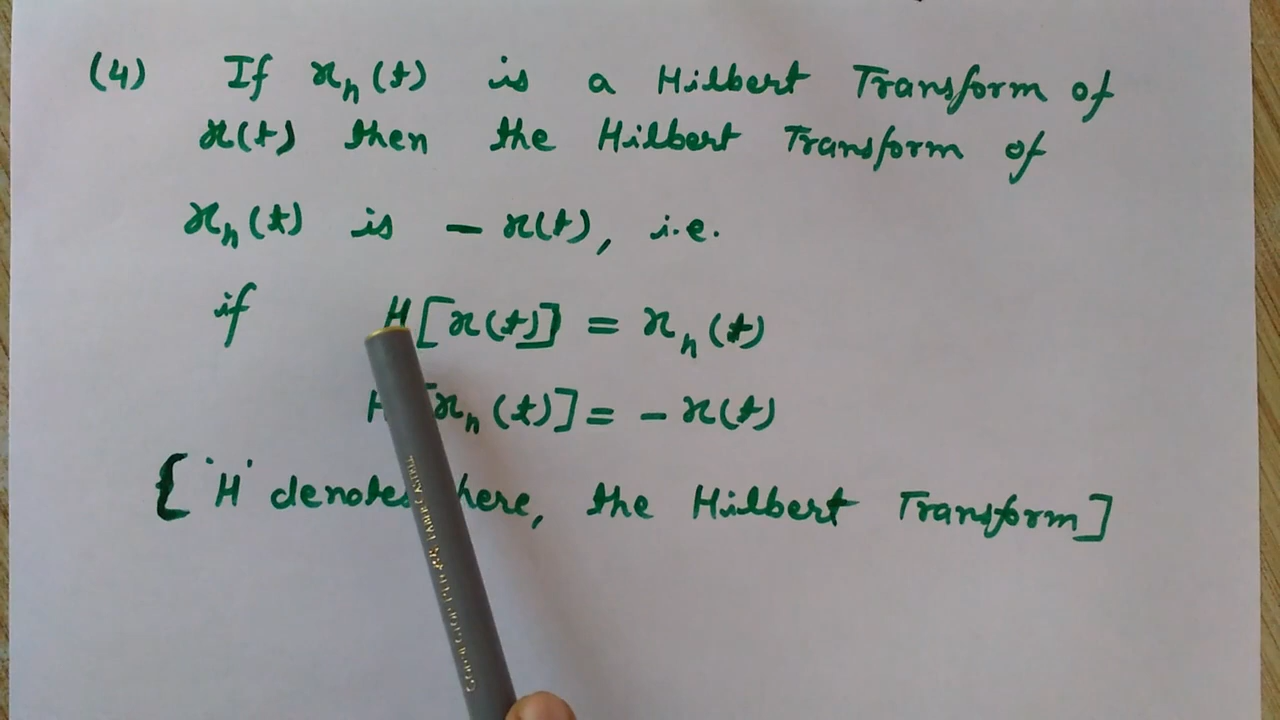 (4) If xₕ(t) is a Hilbert Transform of
x(t) then the Hilbert Transform of
xₕ(t) is - x(t), i.e.
if H[x(t)] = xₕ(t)
H[xₕ(t)] = - x(t)
['H' denotes here, the Hilbert Transform]